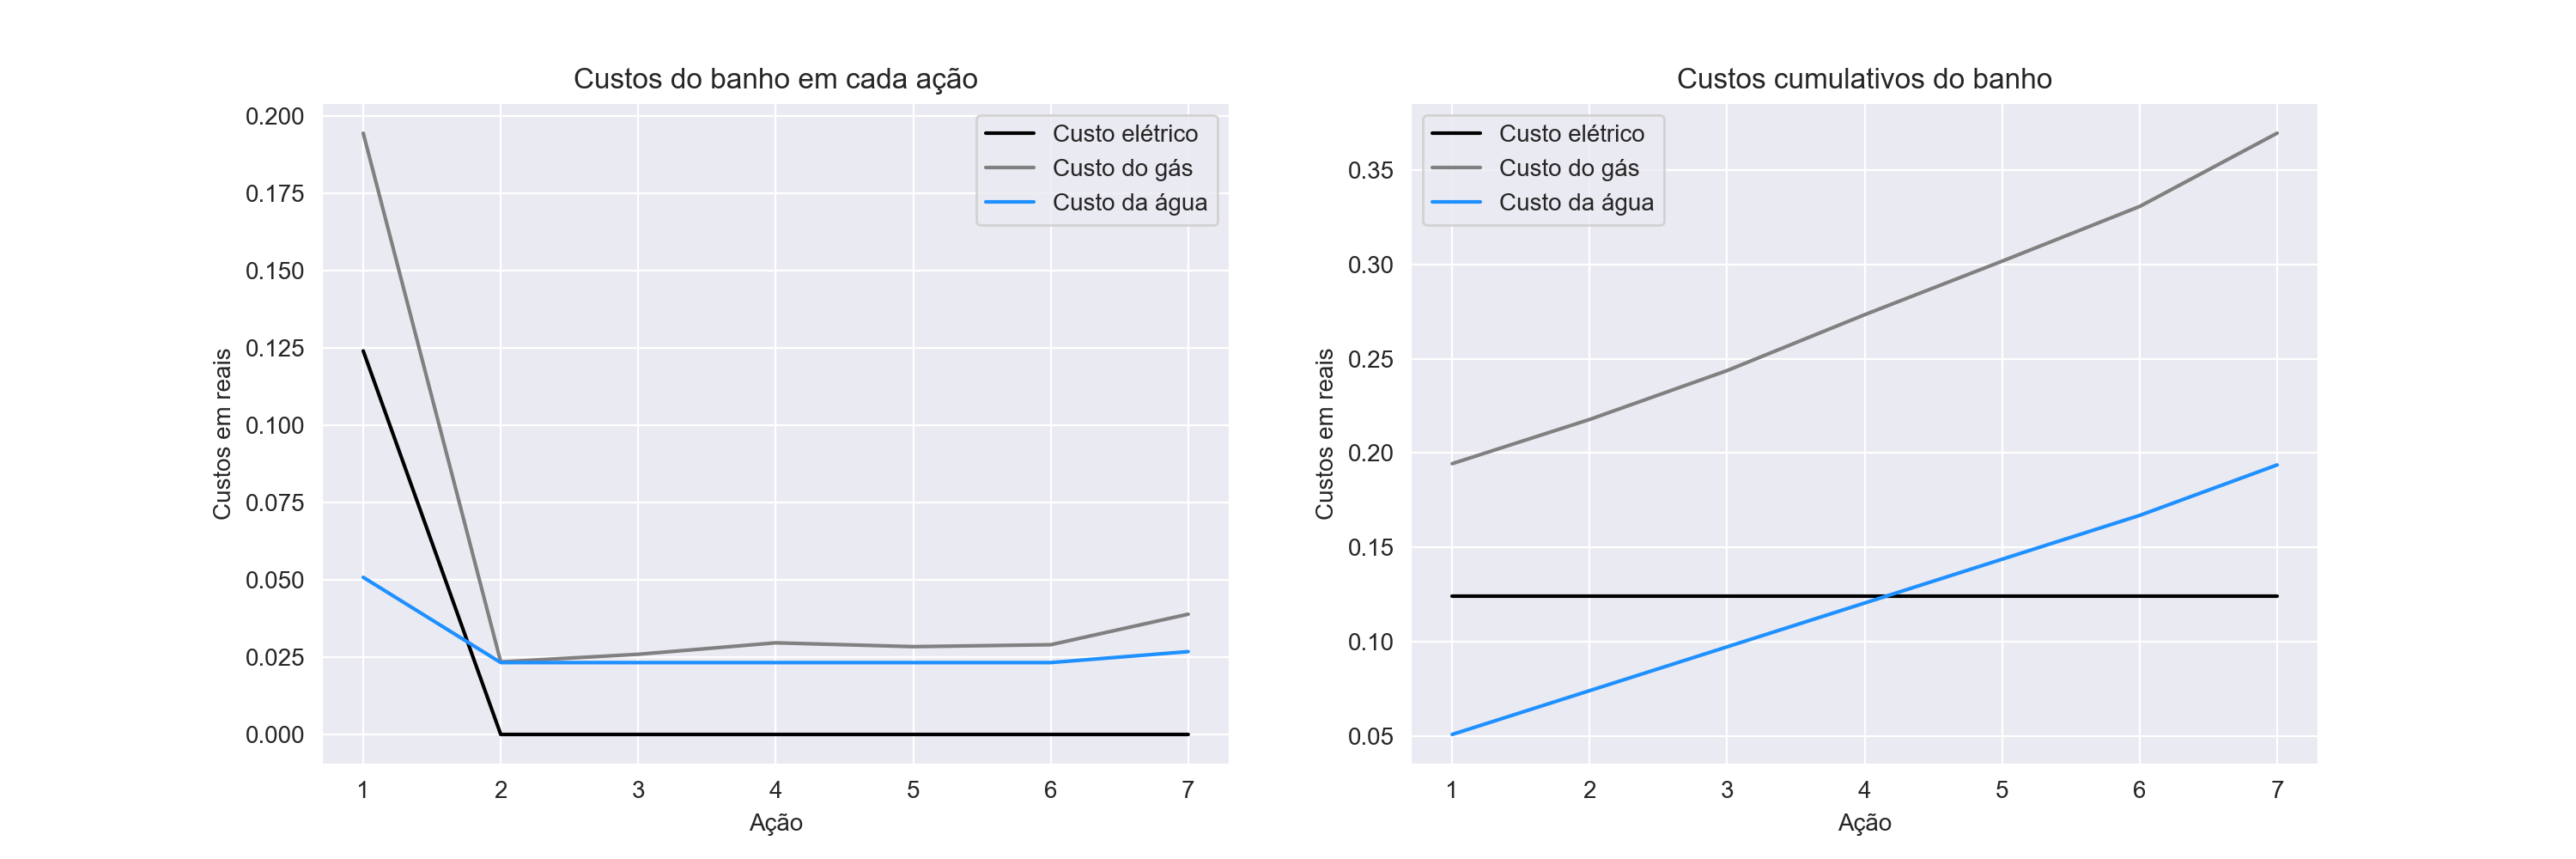 Custos do banho em cada ação
Custos em reais
0.200
0.175
0.150
0.125
0.100
0.075
0.050
0.025
0.000
Custo elétrico
Custo do gás
Custo da água
1 2 3 4 5 6 7
Ação
Custos cumulativos do banho
Custos em reais
0.35
0.30
0.25
0.20
0.15
0.10
0.05
Custo elétrico
Custo do gás
Custo da água
1 2 3 4 5 6 7
Ação